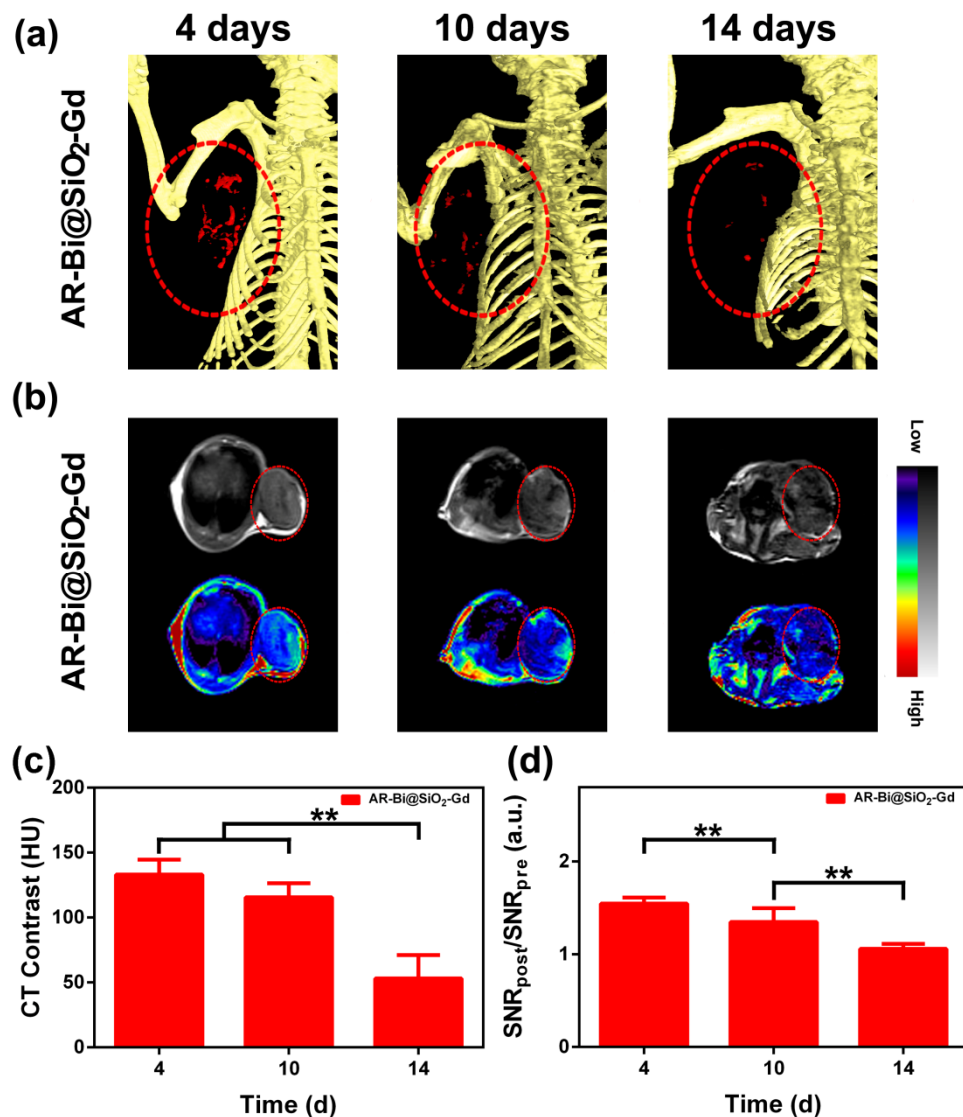 (a)
4 days
10 days
14 days
AR-Bi@SiO₂-Gd
(b)
AR-Bi@SiO₂-Gd
Low
High
(c)
CT Contrast (HU)
200
150
100
50
0
AR-Bi@SiO₂-Gd
**
4
10
14
Time (d)
(d)
SNRpost/SNRpre (a.u.)
2
1
0
AR-Bi@SiO₂-Gd
**
**
4
10
14
Time (d)